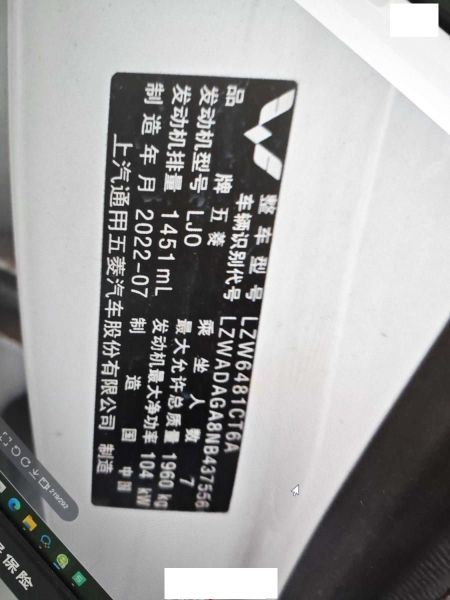 整车型号 LZW6481CT6A
车辆识别代号 LZWADAGA8NB437556
品牌 五菱 乘坐人数 7
发动机型号 LJO 最大允许总质量 1960 kg
发动机排量 1451 mL 发动机最大净功率 104 kW
制造年月 2022-07 制造国 中国
上汽通用五菱汽车股份有限公司 制造
219/292
保险